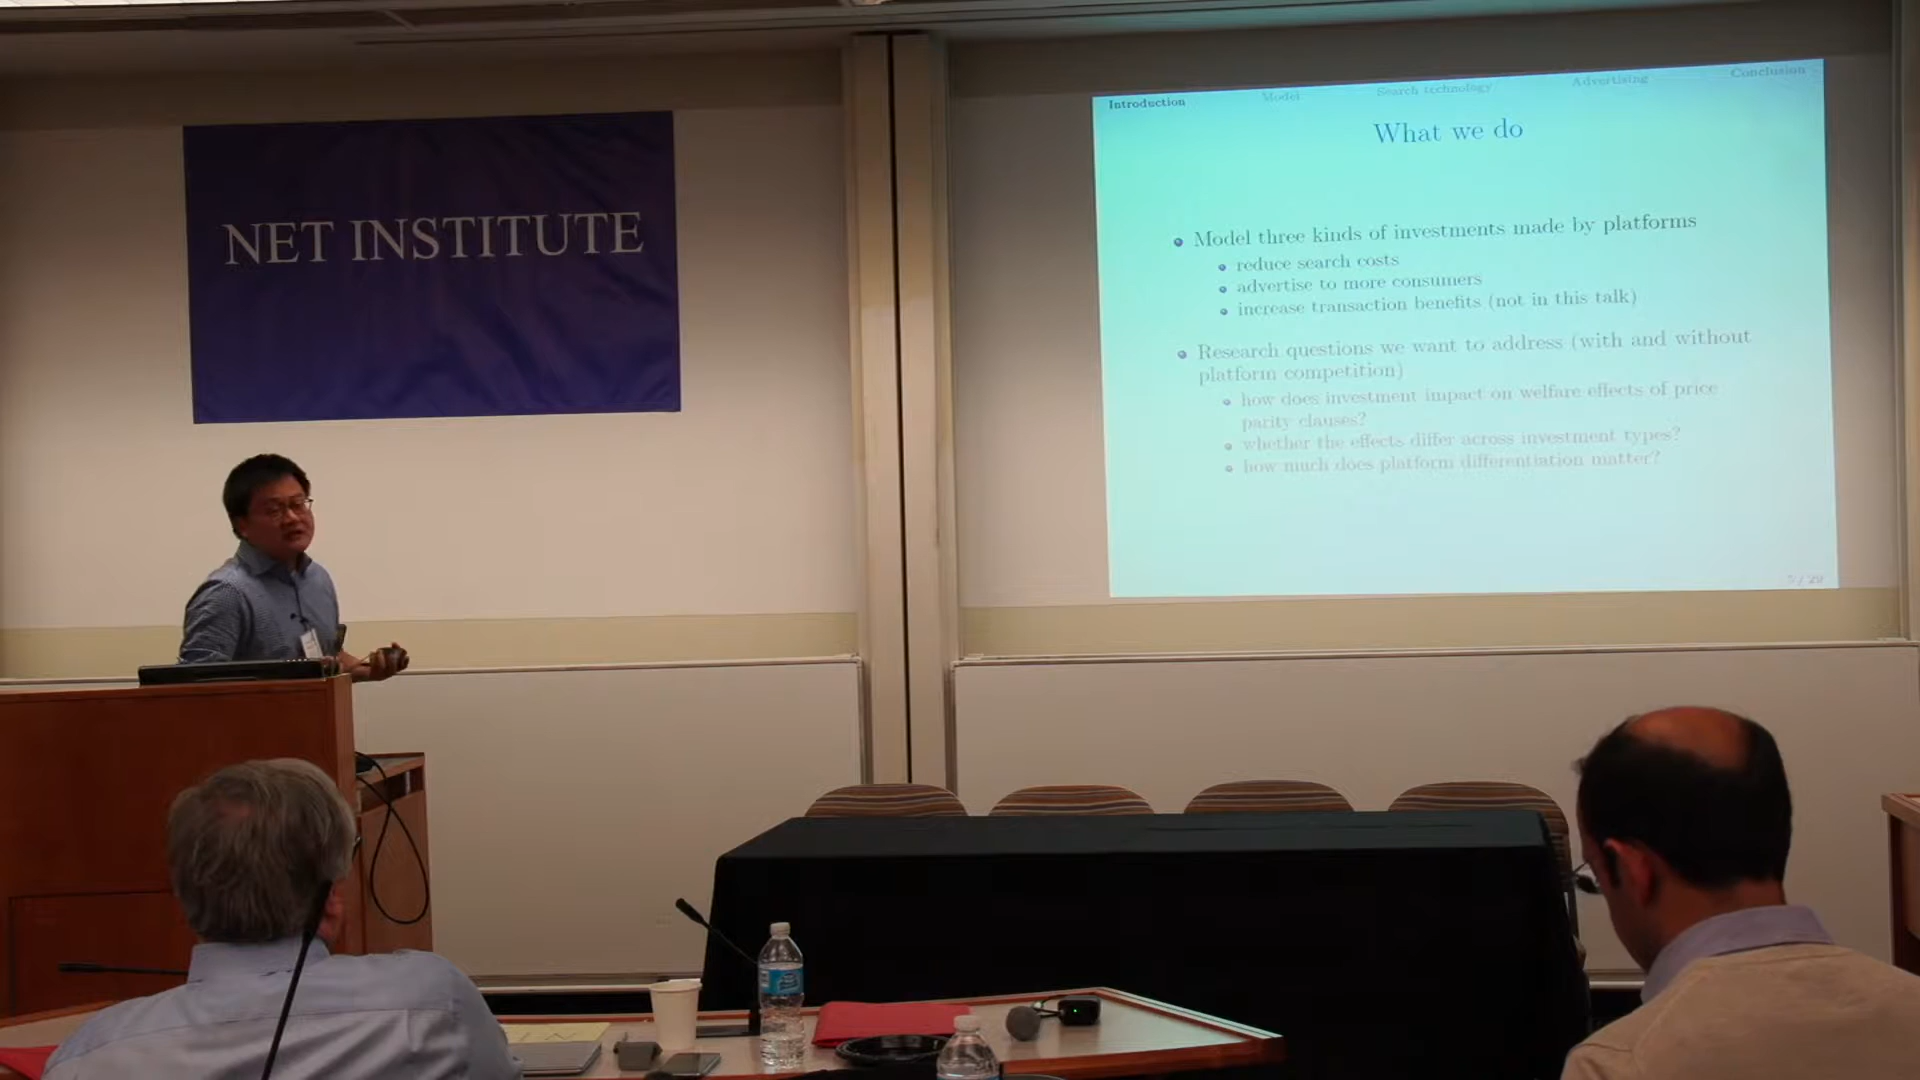 NET INSTITUTE
Introduction Model Search technology Advertising Conclusion
What we do
Model three kinds of investments made by platforms
reduce search costs
advertise to more consumers
increase transaction benefits (not in this talk)
Research questions we want to address (with and without
platform competition)
how does investment impact on welfare effects of price
parity clauses?
whether the effects differ across investment types?
how much does platform differentiation matter?